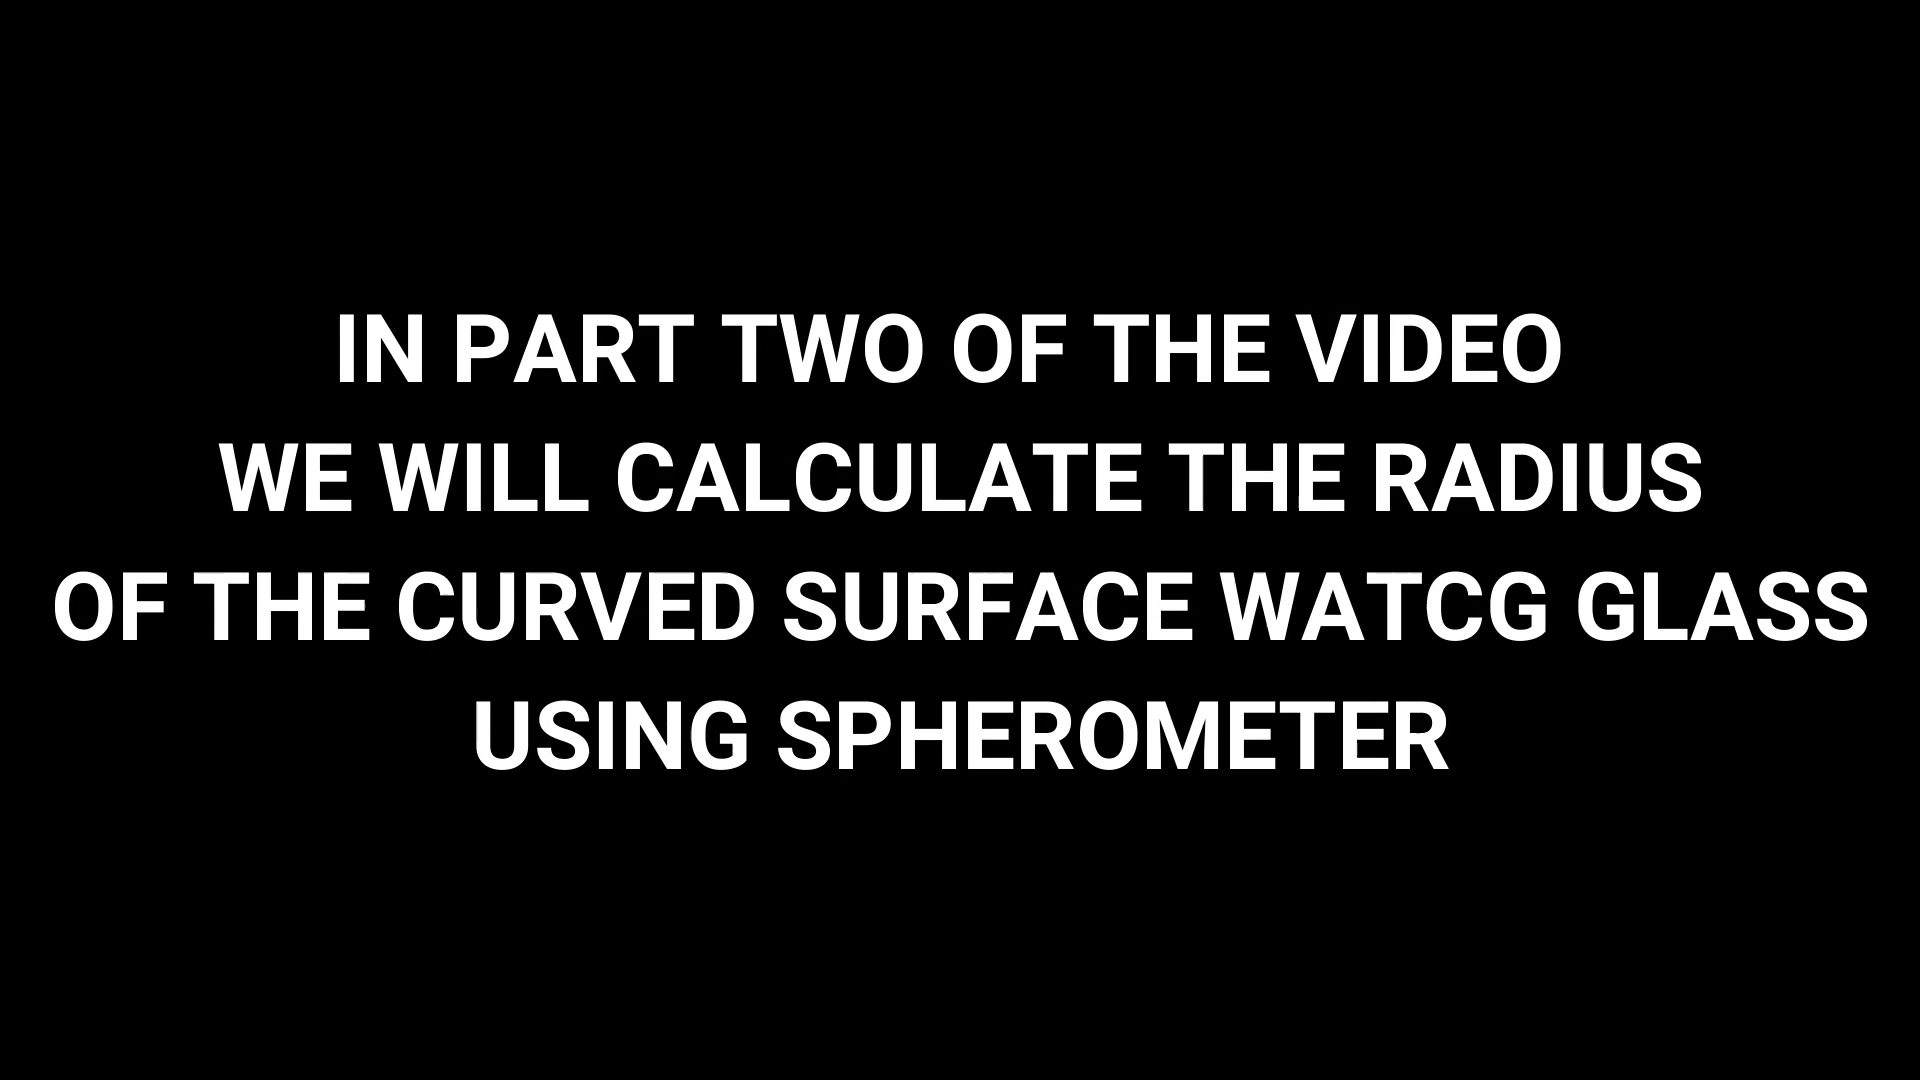 IN PART TWO OF THE VIDEO
WE WILL CALCULATE THE RADIUS
OF THE CURVED SURFACE WATCG GLASS
USING SPHEROMETER